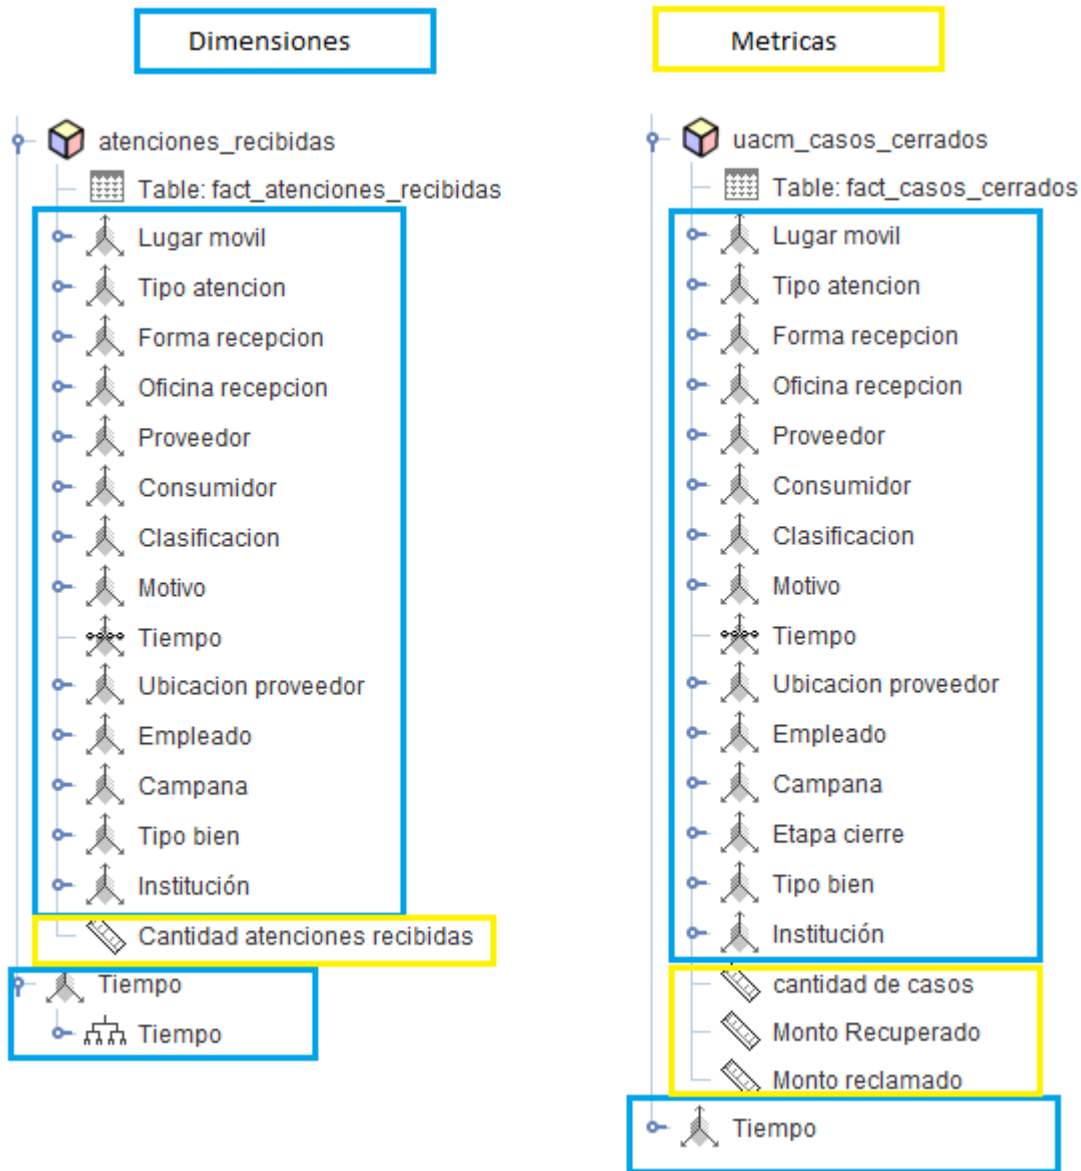 Dimensiones
Metricas
atenciones_recibidas
Table: fact_atenciones_recibidas
Lugar movil
Tipo atencion
Forma recepcion
Oficina recepcion
Proveedor
Consumidor
Clasificacion
Motivo
Tiempo
Ubicacion proveedor
Empleado
Campana
Tipo bien
Institución
Cantidad atenciones recibidas
Tiempo
Tiempo
uacm_casos_cerrados
Table: fact_casos_cerrados
Lugar movil
Tipo atencion
Forma recepcion
Oficina recepcion
Proveedor
Consumidor
Clasificacion
Motivo
Tiempo
Ubicacion proveedor
Empleado
Campana
Etapa cierre
Tipo bien
Institución
cantidad de casos
Monto Recuperado
Monto reclamado
Tiempo